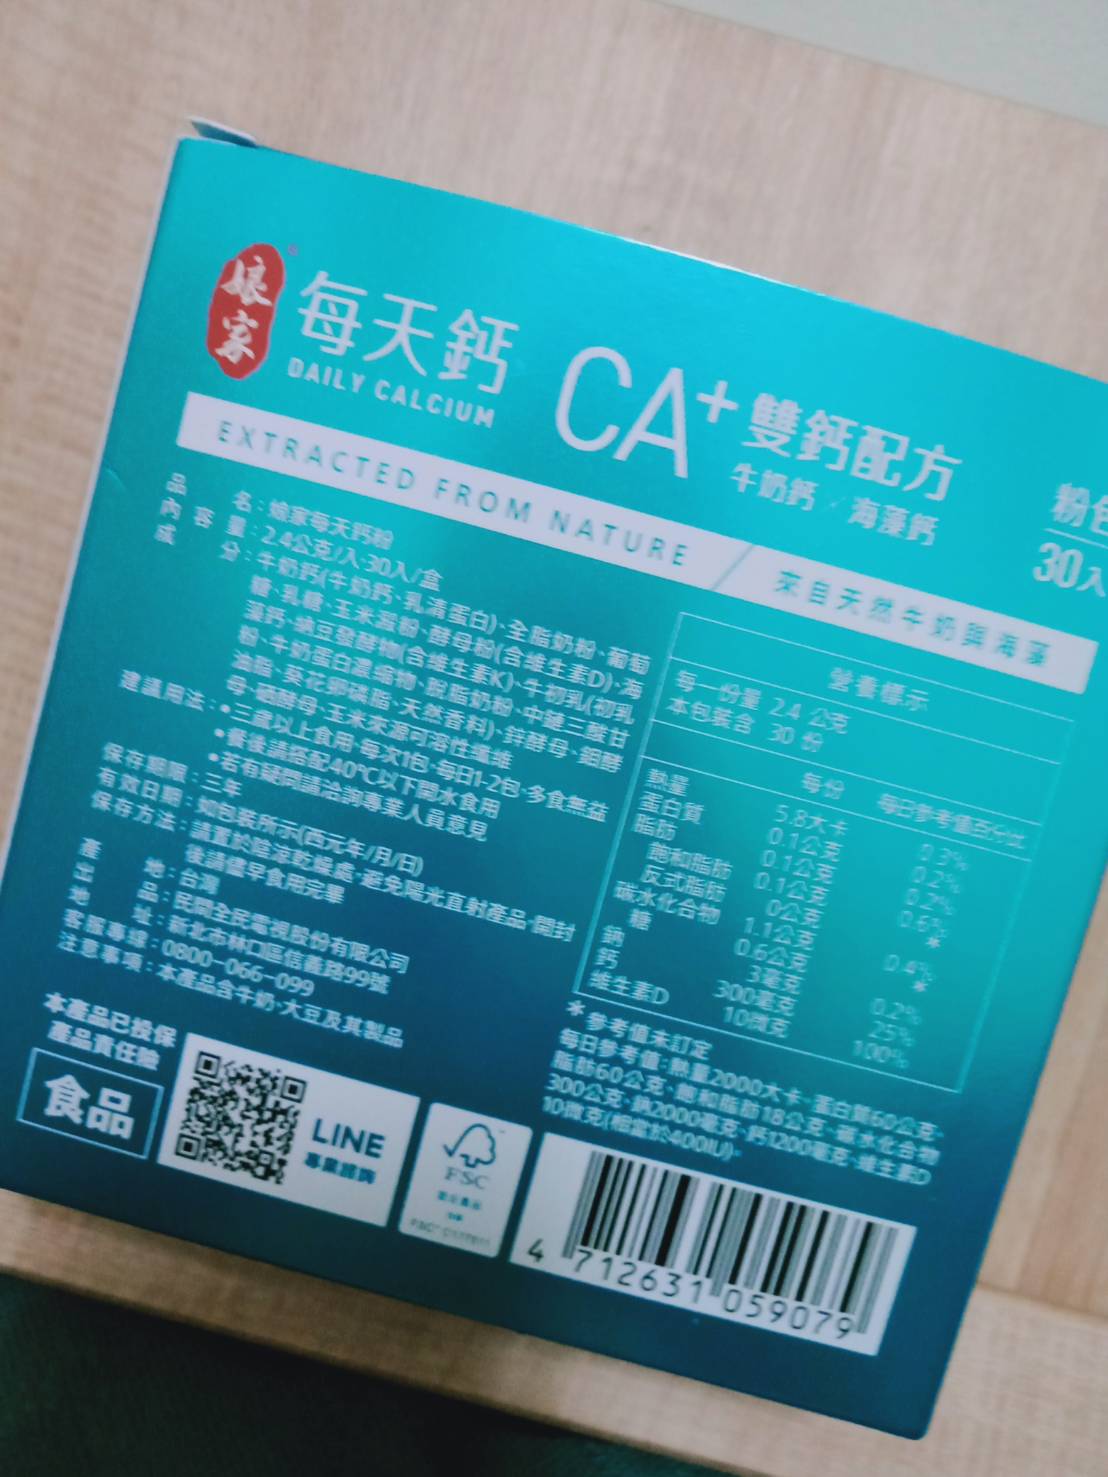 娘家
每天鈣
DAILY CALCIUM
CA+ 雙鈣配方
牛奶鈣/海藻鈣
粉包
30入
EXTRACTED FROM NATURE / 來自天然牛奶與海藻
品名：娘家每天鈣粉
內容量：2.4公克/入·30入/盒
成分：牛奶鈣(牛奶鈣、乳清蛋白)、全脂奶粉、葡萄
糖、乳糖、玉米澱粉、酵母粉(含維生素D)、海
藻鈣、納豆發酵物(含維生素K)、牛初乳(初乳
粉、牛奶蛋白濃縮物、脫脂奶粉、中鏈三酸甘
油脂、葵花卵磷脂、天然香料)、鋅酵母、鉬酵
母、硒酵母、玉米來源可溶性纖維
建議用法：•三歲以上食用，每次1包，每日1-2包，多食無益
•餐後請搭配40℃以下開水食用
•若有疑問請洽詢專業人員意見
保存期限：三年
有效日期：如包裝所示(西元年/月/日)
保存方法：請置於陰涼乾燥處，避免陽光直射產品，開封
後請儘早食用完畢
產地：台灣
出品：民間全民電視股份有限公司
地址：新北市林口區信義路99號
客服專線：0800-066-099
注意事項：本產品含牛奶、大豆及其製品
營養標示
每一份量 2.4 公克
本包裝含 30 份
每份 每日參考值百分比
熱量 5.8大卡 0.3%
蛋白質 0.1公克 0.2%
脂肪 0.1公克 0.2%
飽和脂肪 0.1公克 0.6%
反式脂肪 0公克 *
碳水化合物 1.1公克 0.4%
糖 0.6公克 *
鈉 3毫克 0.2%
鈣 300毫克 25%
維生素D 10微克 100%
*參考值未訂定
每日參考值：熱量2000大卡、蛋白質60公克、
脂肪60公克、飽和脂肪18公克、碳水化合物
300公克、鈉2000毫克、鈣1200毫克、維生素D
10微克(相當於400IU)。
本產品已投保
產品責任險
食品
LINE
專業諮詢
FSC
4 712631 059079